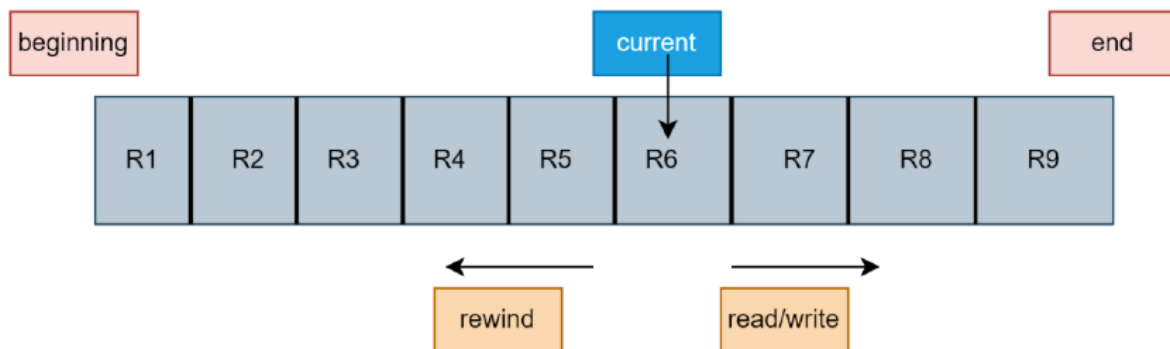 beginning
current
end
R1
R2
R3
R4
R5
R6
R7
R8
R9
rewind
read/write